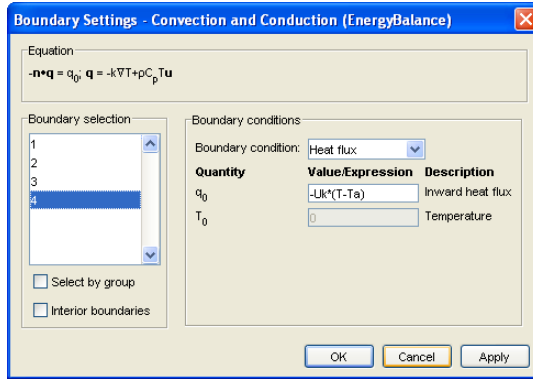 Boundary Settings - Convection and Conduction (EnergyBalance)
Equation
-n•q = q0; q = -k∇T+ρCpTu
Boundary selection
1
2
3
4
Select by group
Interior boundaries
Boundary conditions
Boundary condition: Heat flux
Quantity Value/Expression Description
q0 -Uk*(T-Ta) Inward heat flux
T0 0 Temperature
OK Cancel Apply